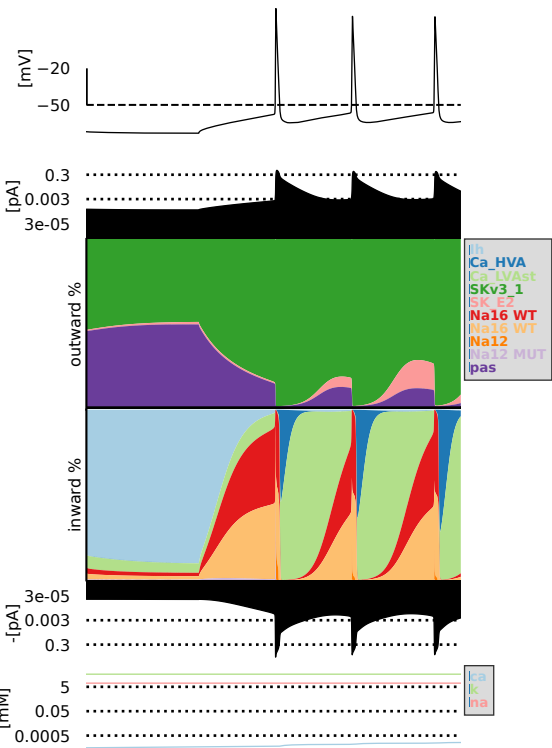 [mV]
−20
−50
[pA]
0.3
0.003
3e-05
outward %
Ih
Ca_HVA
Ca_LVAst
SKv3_1
SK_E2
Na16 WT
Na16 WT
Na12
Na12 MUT
pas
inward %
-[pA]
3e-05
0.003
0.3
[mM]
5
0.05
0.0005
ca
k
na